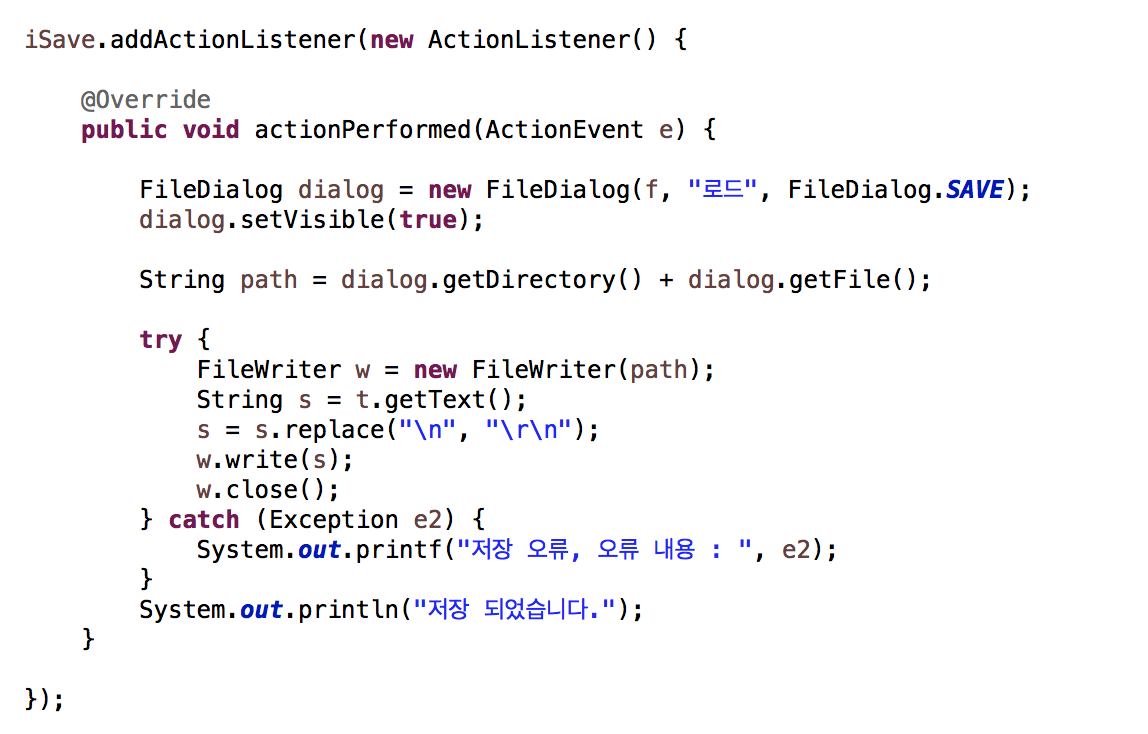 iSave.addActionListener(new ActionListener() {
@Override
public void actionPerformed(ActionEvent e) {
FileDialog dialog = new FileDialog(f, "로드", FileDialog.SAVE);
dialog.setVisible(true);
String path = dialog.getDirectory() + dialog.getFile();
try {
FileWriter w = new FileWriter(path);
String s = t.getText();
s = s.replace("\n", "\r\n");
w.write(s);
w.close();
} catch (Exception e2) {
System.out.printf("저장 오류, 오류 내용 : ", e2);
}
System.out.println("저장 되었습니다.");
}
});